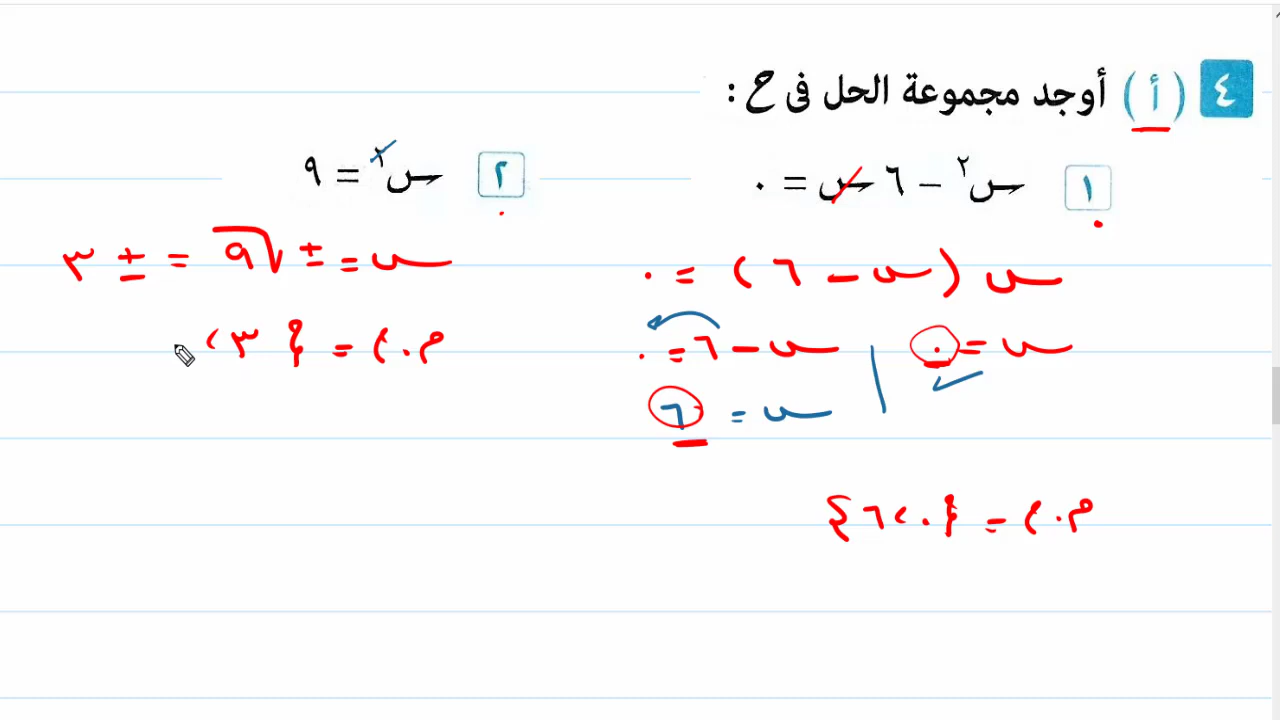 ٤ (أ) أوجد مجموعة الحل فى ح :
١ س٢ − ٦ س = ٠
س (س − ٦) = ٠
س = ٠ | س − ٦ = ٠
س = ٦
م.ح = {٠، ٦}
٢ س٢ = ٩
س = ± √٩ = ± ٣
م.ح = {٣،